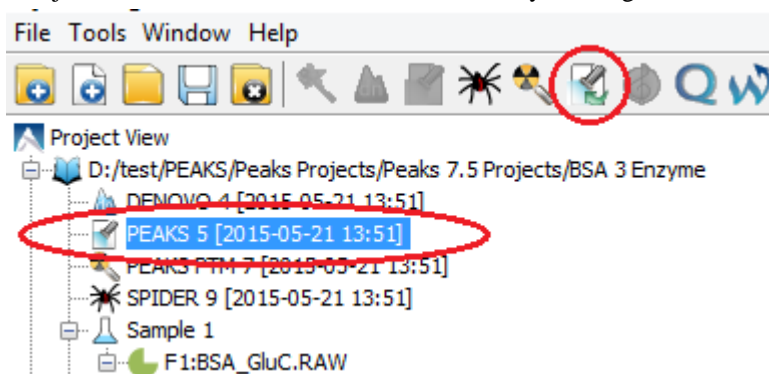 File Tools Window Help
Q W
Project View
D:/test/PEAKS/Peaks Projects/Peaks 7.5 Projects/BSA 3 Enzyme
DENOVO 4 [2015-05-21 13:51]
PEAKS 5 [2015-05-21 13:51]
PEAKS PTM 7 [2015-05-21 13:51]
SPIDER 9 [2015-05-21 13:51]
Sample 1
F1:BSA_GluC.RAW